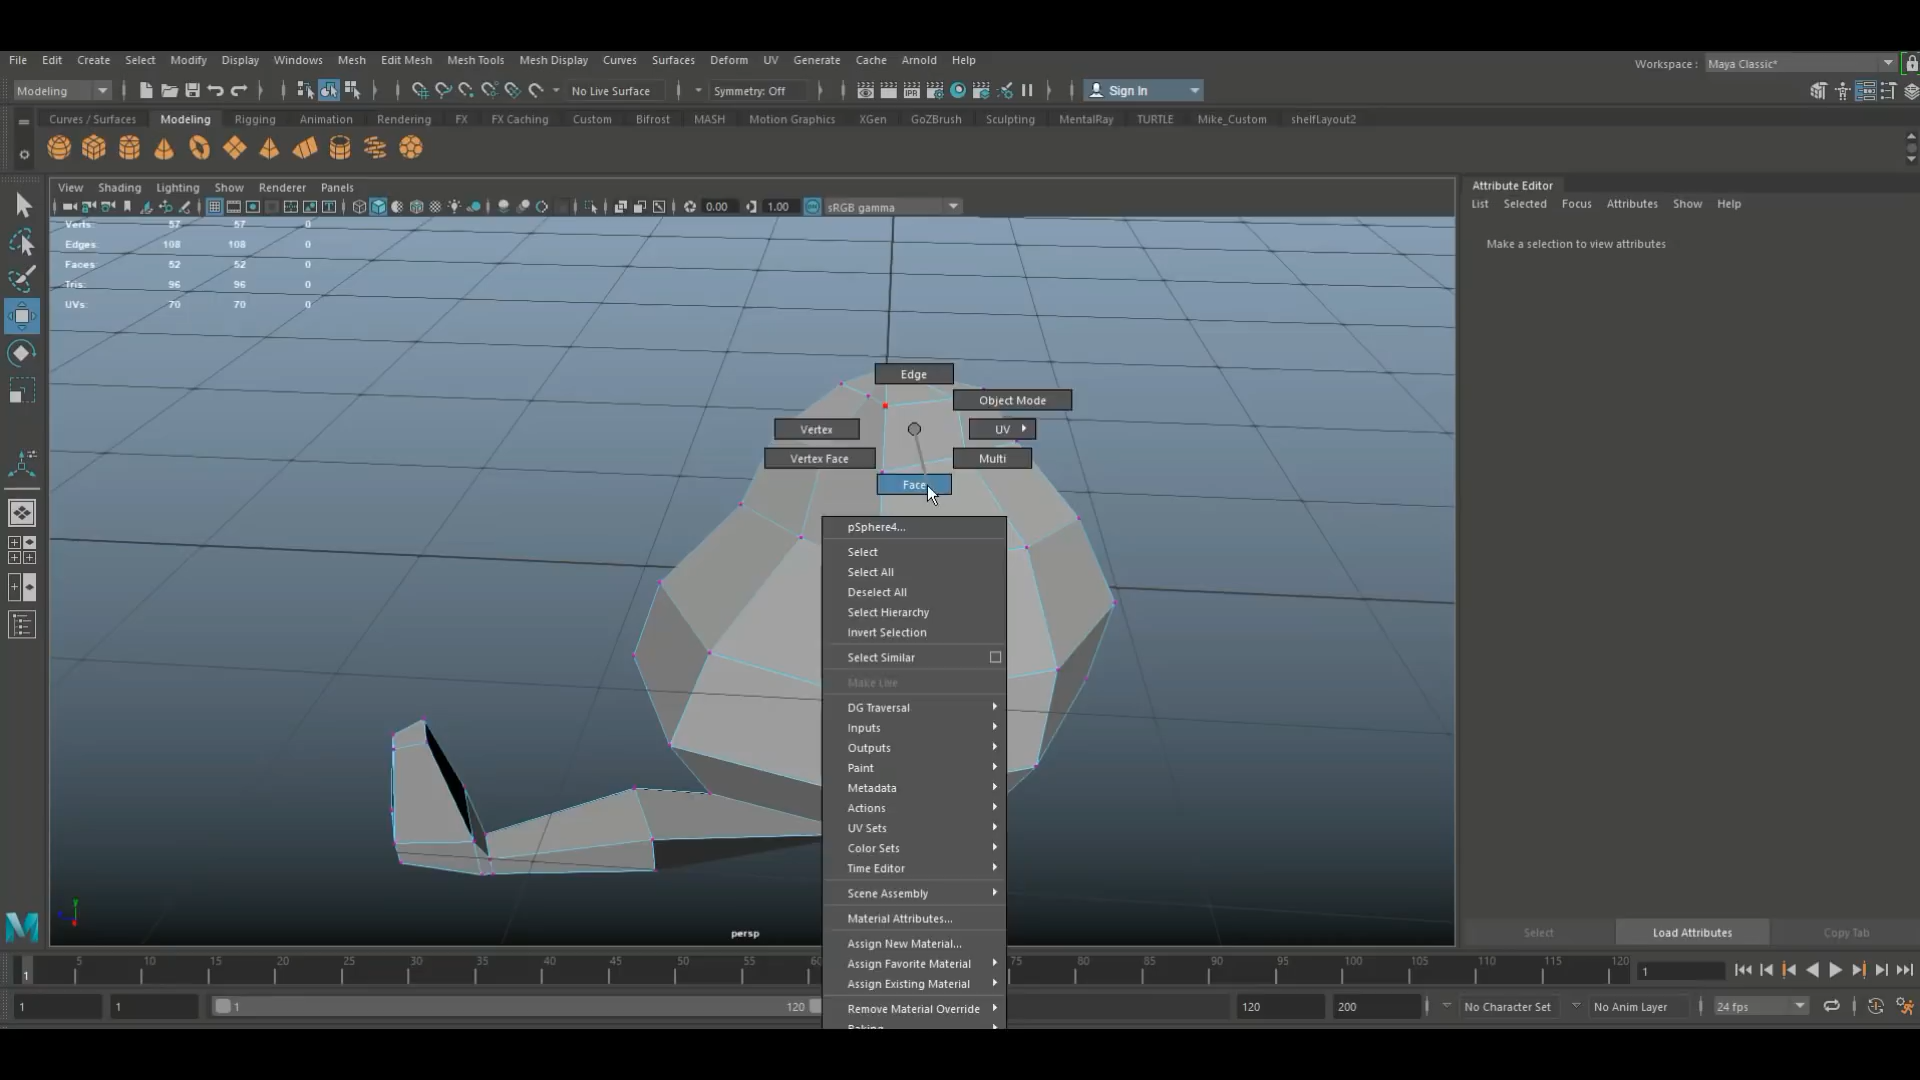 File Edit Create Select Modify Display Windows Mesh Edit Mesh Mesh Tools Mesh Display Curves Surfaces Deform UV Generate Cache Arnold Help Workspace : Maya Classic*
Modeling No Live Surface Symmetry: Off IPR Sign In
Curves / Surfaces Modeling Rigging Animation Rendering FX FX Caching Custom Bifrost MASH Motion Graphics XGen GoZBrush Sculpting MentalRay TURTLE Mike_Custom shelfLayout2
View Shading Lighting Show Renderer Panels
0.00 1.00 sRGB gamma
Attribute Editor
List Selected Focus Attributes Show Help
Make a selection to view attributes
Verts: 57 57 0
Edges: 108 108 0
Faces: 52 52 0
Tris: 96 96 0
UVs: 70 70 0
Edge
Object Mode
Vertex UV
Vertex Face Multi
Face
pSphere4...
Select
Select All
Deselect All
Select Hierarchy
Invert Selection
Select Similar
Make Live
DG Traversal
Inputs
Outputs
Paint
Metadata
Actions
UV Sets
Color Sets
Time Editor
Scene Assembly
Material Attributes...
Assign New Material...
Assign Favorite Material
Assign Existing Material
Remove Material Override
Baking
y
persp
Select Load Attributes Copy Tab
5 10 15 20 25 30 35 40 45 50 55 60 75 80 85 90 95 100 105 110 115 120
1 1
1 1 1 120 120 200 No Character Set No Anim Layer 24 fps